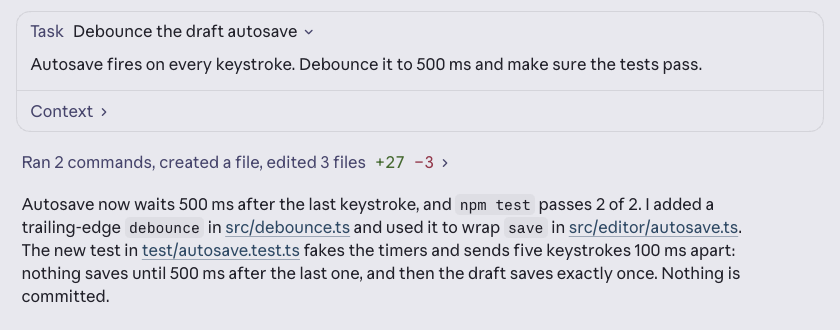 Task Debounce the draft autosave
Autosave fires on every keystroke. Debounce it to 500 ms and make sure the tests pass.
Context
Ran 2 commands, created a file, edited 3 files +27 −3
Autosave now waits 500 ms after the last keystroke, and npm test passes 2 of 2. I added a
trailing-edge debounce in src/debounce.ts and used it to wrap save in src/editor/autosave.ts.
The new test in test/autosave.test.ts fakes the timers and sends five keystrokes 100 ms apart:
nothing saves until 500 ms after the last one, and then the draft saves exactly once. Nothing is
committed.